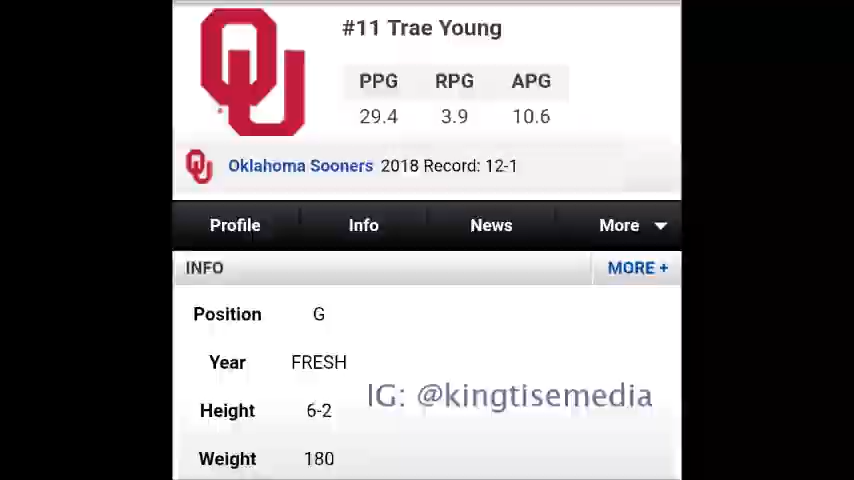 #11 Trae Young
PPG RPG APG
29.4 3.9 10.6
Oklahoma Sooners 2018 Record: 12-1
Profile Info News More
INFO MORE +
Position G
Year FRESH
IG: @kingtisemedia
Height 6-2
Weight 180